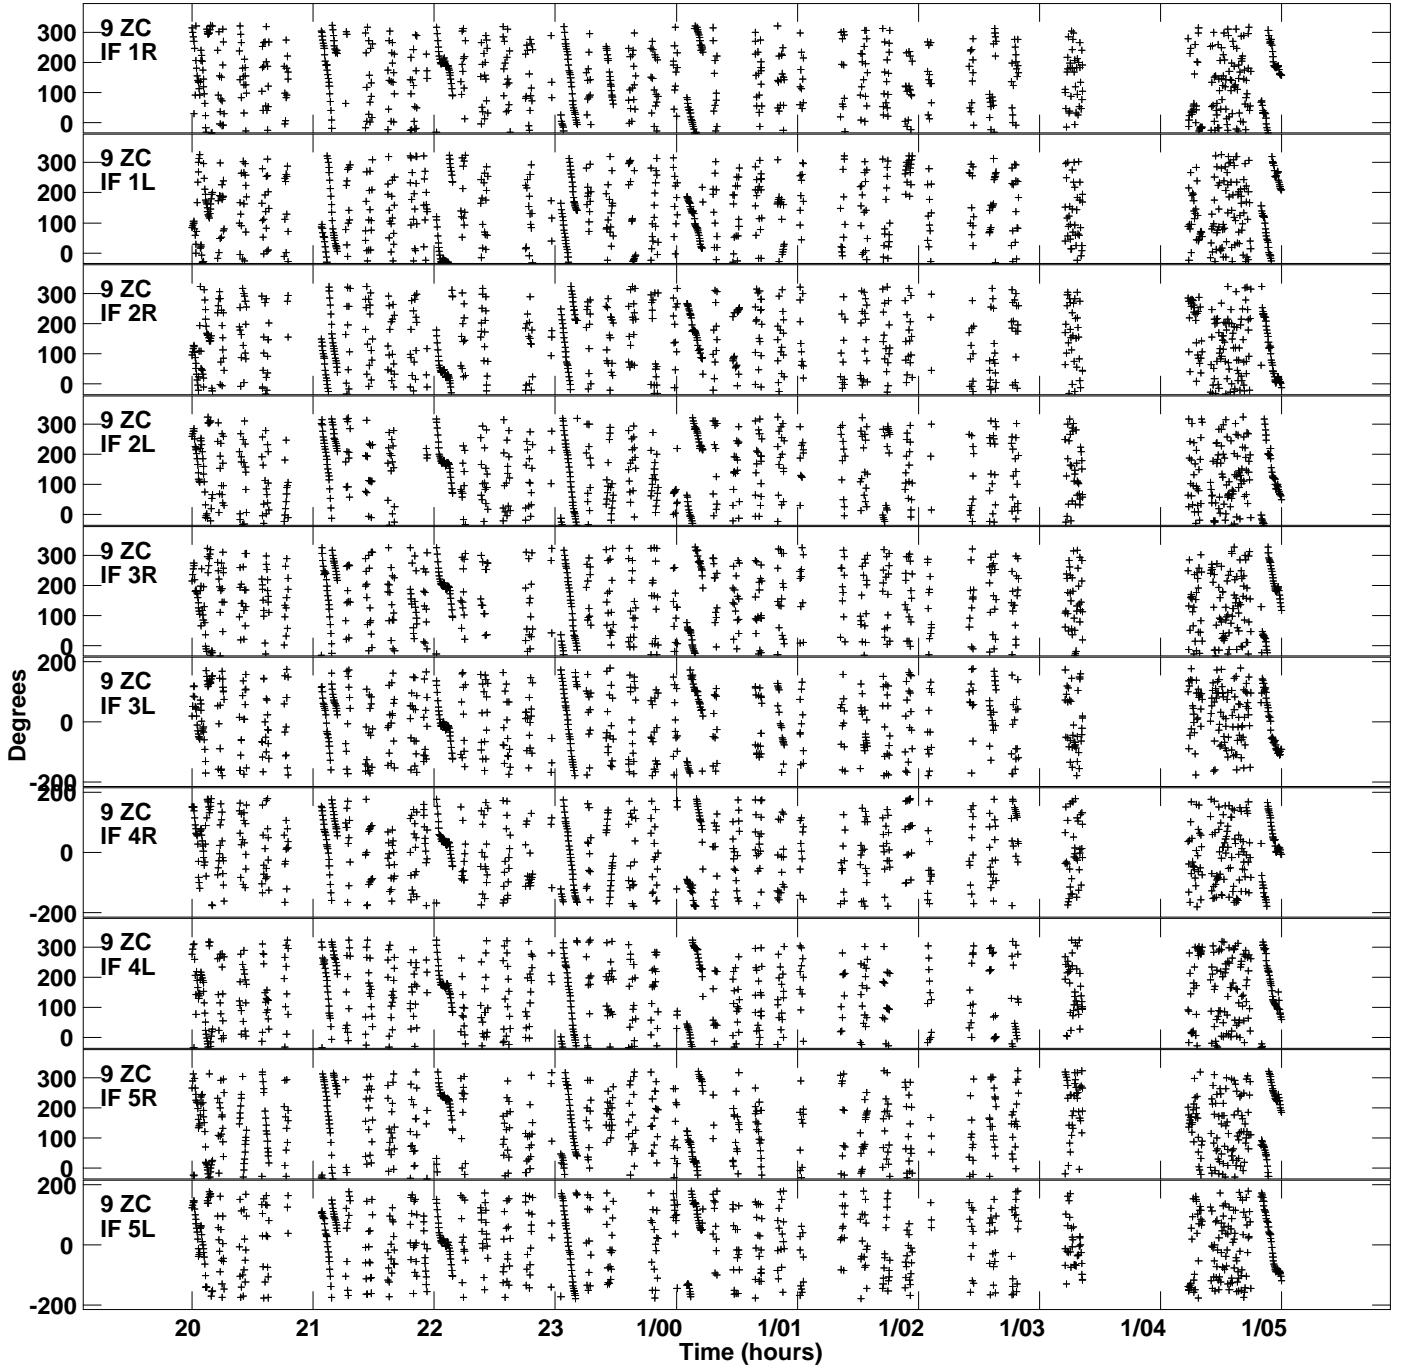 9 ZC
IF 1R
300
200
100
0
9 ZC
IF 1L
300
200
100
0
9 ZC
IF 2R
300
200
100
0
9 ZC
IF 2L
300
200
100
0
9 ZC
IF 3R
300
200
100
0
9 ZC
IF 3L
200
0
-200
9 ZC
IF 4R
200
0
-200
9 ZC
IF 4L
300
200
100
0
9 ZC
IF 5R
300
200
100
0
9 ZC
IF 5L
200
0
-200
Degrees
20 21 22 23 1/00 1/01 1/02 1/03 1/04 1/05
Time (hours)